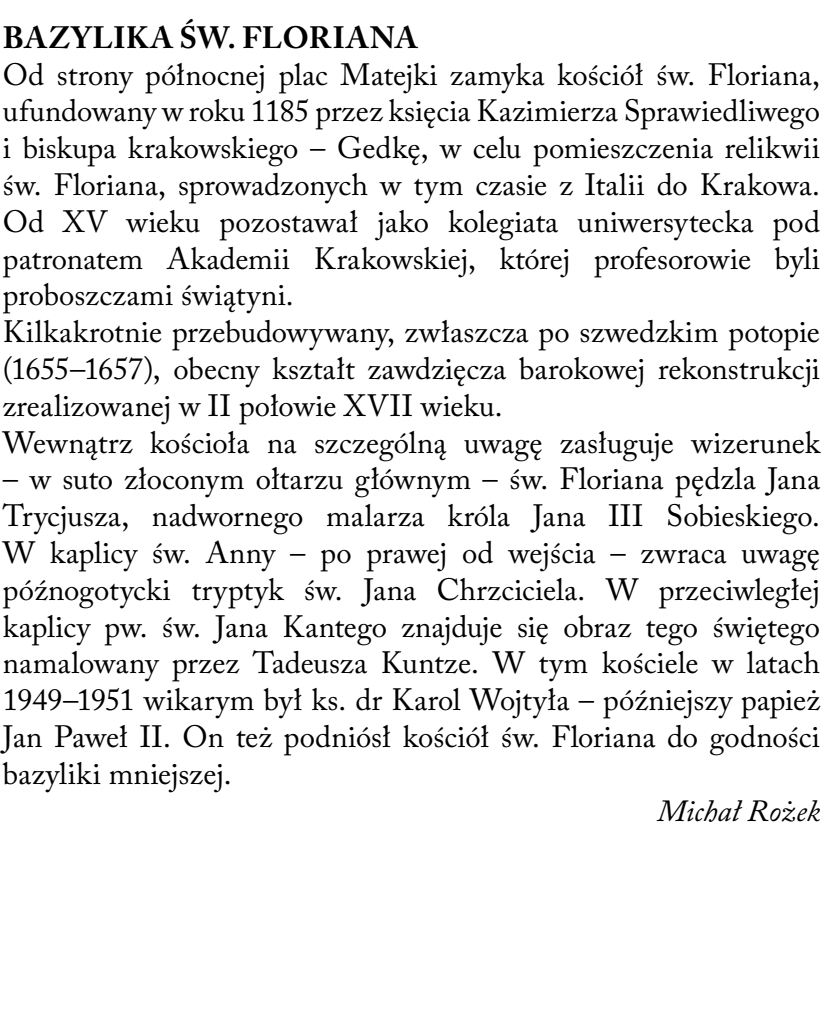 BAZYLIKA ŚW. FLORIANA
Od strony północnej plac Matejki zamyka kościół św. Floriana,
ufundowany w roku 1185 przez księcia Kazimierza Sprawiedliwego
i biskupa krakowskiego – Gedkę, w celu pomieszczenia relikwii
św. Floriana, sprowadzonych w tym czasie z Italii do Krakowa.
Od XV wieku pozostawał jako kolegiata uniwersytecka pod
patronatem Akademii Krakowskiej, której profesorowie byli
proboszczami świątyni.
Kilkakrotnie przebudowywany, zwłaszcza po szwedzkim potopie
(1655–1657), obecny kształt zawdzięcza barokowej rekonstrukcji
zrealizowanej w II połowie XVII wieku.
Wewnątrz kościoła na szczególną uwagę zasługuje wizerunek
– w suto złoconym ołtarzu głównym – św. Floriana pędzla Jana
Trycjusza, nadwornego malarza króla Jana III Sobieskiego.
W kaplicy św. Anny – po prawej od wejścia – zwraca uwagę
późnogotycki tryptyk św. Jana Chrzciciela. W przeciwległej
kaplicy pw. św. Jana Kantego znajduje się obraz tego świętego
namalowany przez Tadeusza Kuntze. W tym kościele w latach
1949–1951 wikarym był ks. dr Karol Wojtyła – późniejszy papież
Jan Paweł II. On też podniósł kościół św. Floriana do godności
bazyliki mniejszej.
Michał Rożek